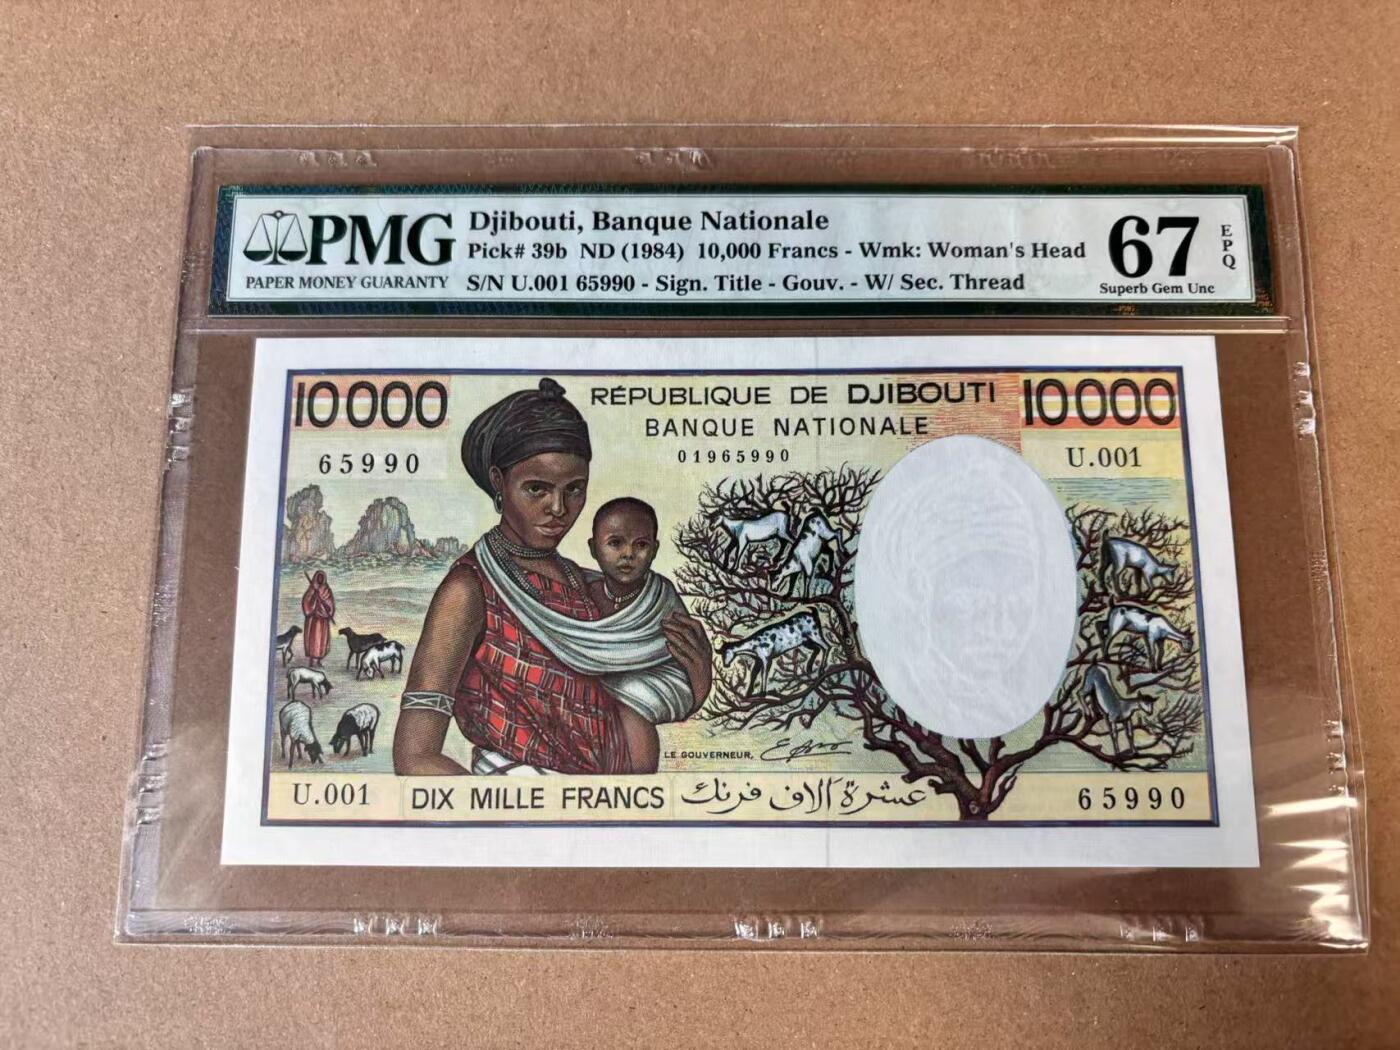 PMG
PAPER MONEY GUARANTY
Djibouti, Banque Nationale
Pick# 39b ND (1984) 10,000 Francs - Wmk: Woman's Head
S/N U.001 65990 - Sign. Title - Gouv. - W/ Sec. Thread
67
EPQ
Superb Gem Unc
10000
RÉPUBLIQUE DE DJIBOUTI
10000
BANQUE NATIONALE
65990
01965990
U.001
LE GOUVERNEUR,
U.001
DIX MILLE FRANCS
عشرة آلاف فرنك
65990